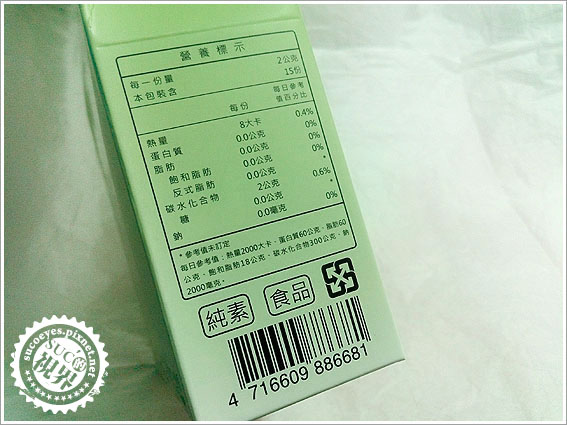 營養標示
每一份量 2公克
本包裝含 15份
每份 每日參考值百分比
熱量 8大卡 0.4%
蛋白質 0.0公克 0%
脂肪 0.0公克 0%
飽和脂肪 0.0公克 0%
反式脂肪 0.0公克 *
碳水化合物 2公克 0.6%
糖 0.0公克 *
鈉 0.0毫克 0%
* 參考值未訂定
每日參考值：熱量2000大卡、蛋白質60公克、脂肪60
公克、飽和脂肪18公克、碳水化合物300公克、鈉
2000毫克。
純素 食品
4 716609 886681
sucoeyes.pixnet.net
SUC的
視界